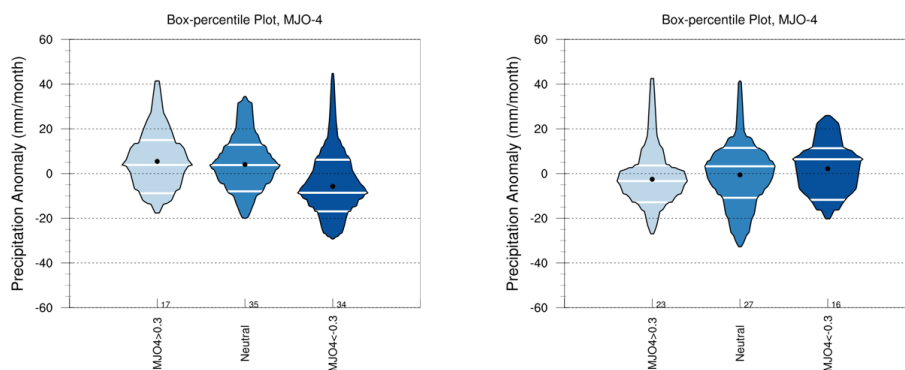 Box-percentile Plot, MJO-4
Precipitation Anomaly (mm/month)
60
40
20
0
-20
-40
-60
17
35
34
MJO4>0.3
Neutral
MJO4<-0.3
Box-percentile Plot, MJO-4
Precipitation Anomaly (mm/month)
60
40
20
0
-20
-40
-60
23
27
16
MJO4>0.3
Neutral
MJO4<-0.3